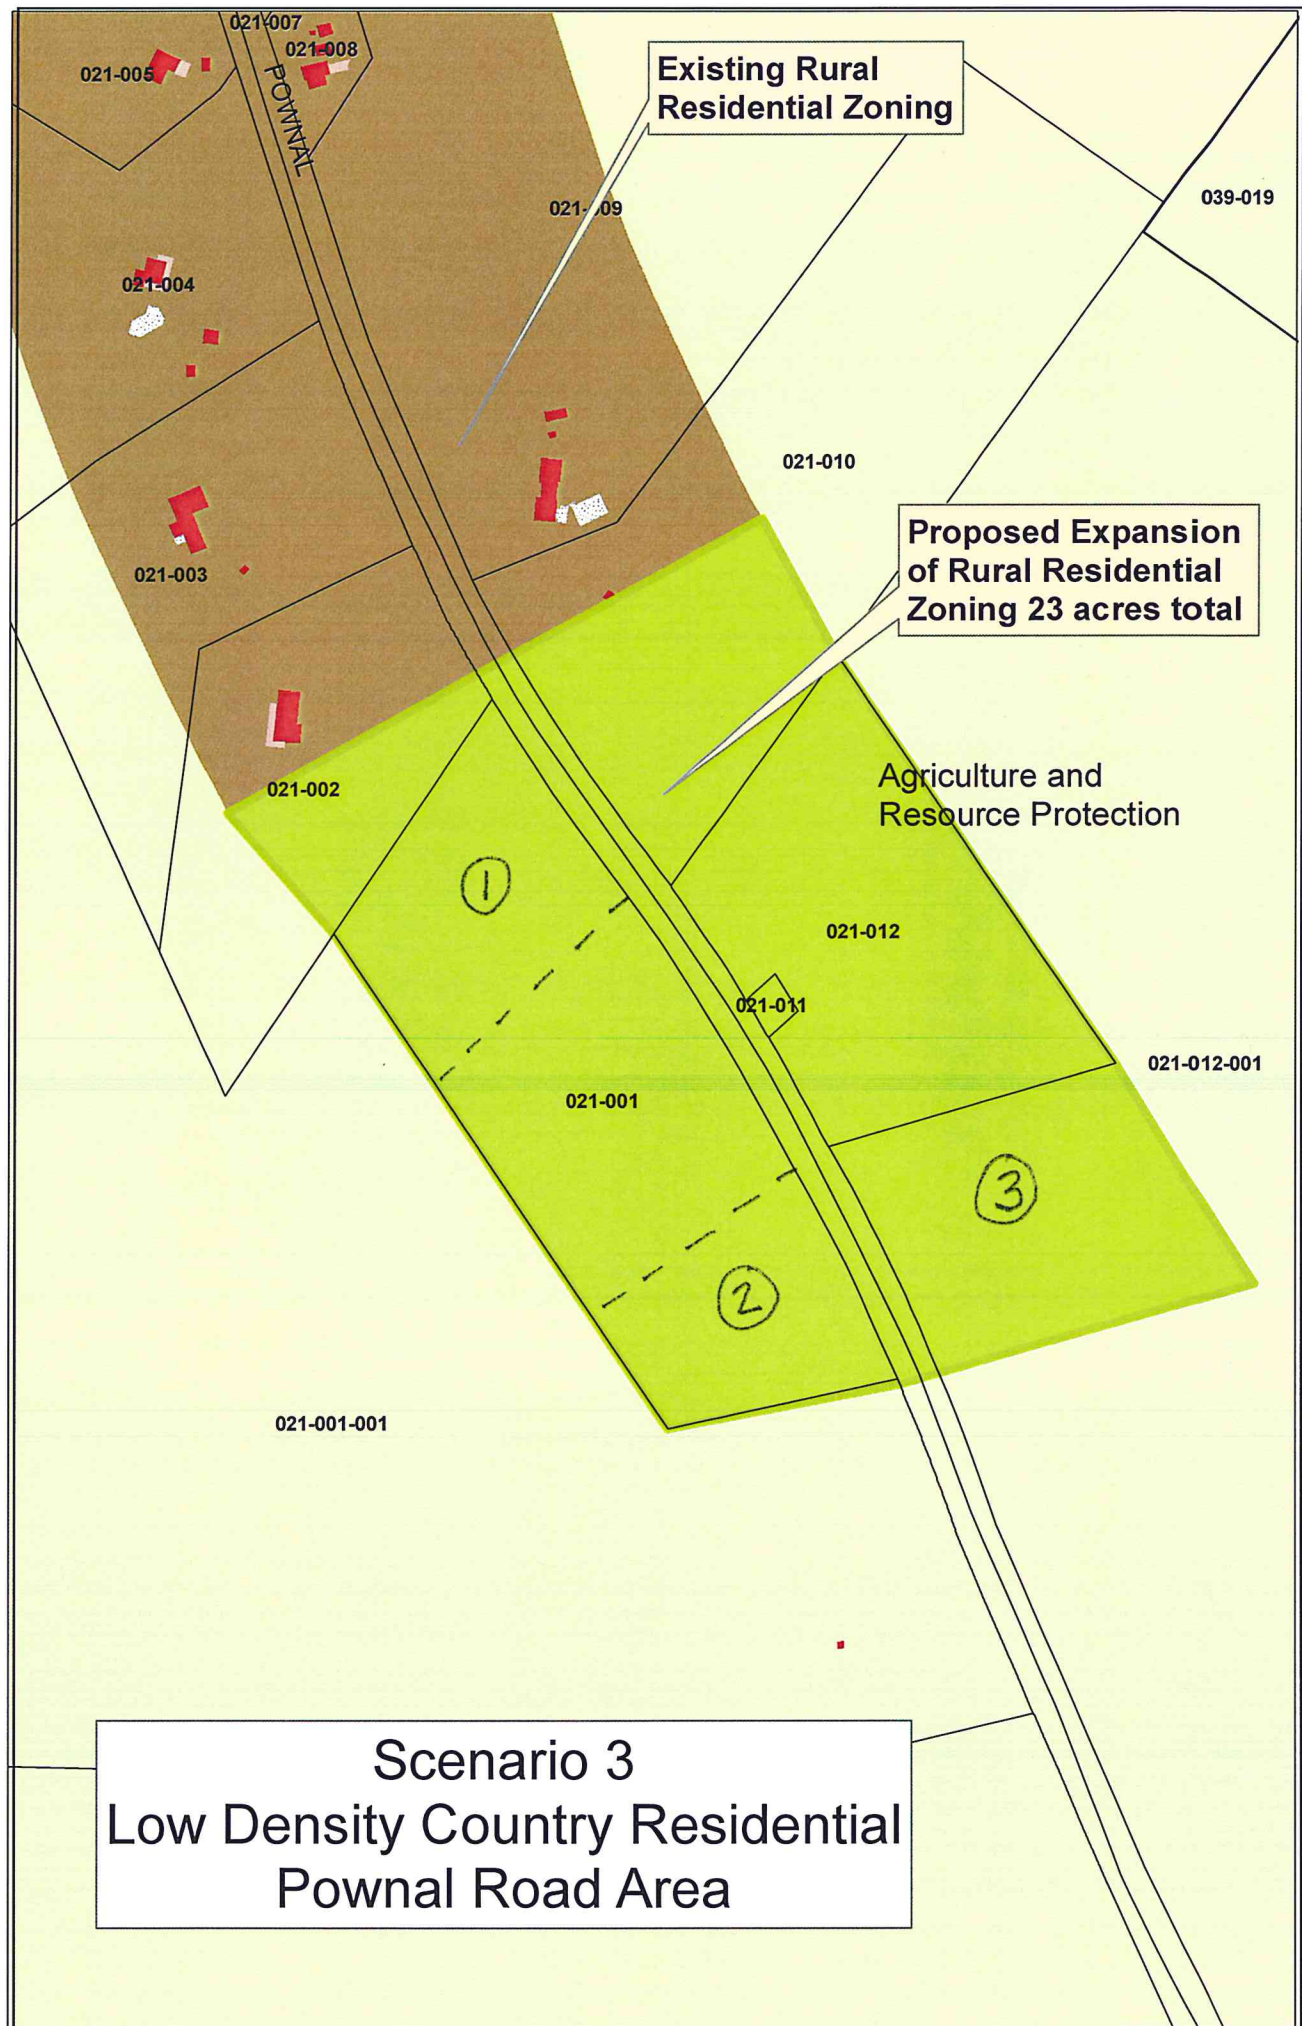 021-007
021-008
021-005
POWNAL
Existing Rural
Residential Zoning
039-019
021-009
021-004
021-010
Proposed Expansion
of Rural Residential
Zoning 23 acres total
021-003
Agriculture and
Resource Protection
021-002
1
021-012
021-011
021-012-001
021-001
3
2
021-001-001
Scenario 3
Low Density Country Residential
Pownal Road Area